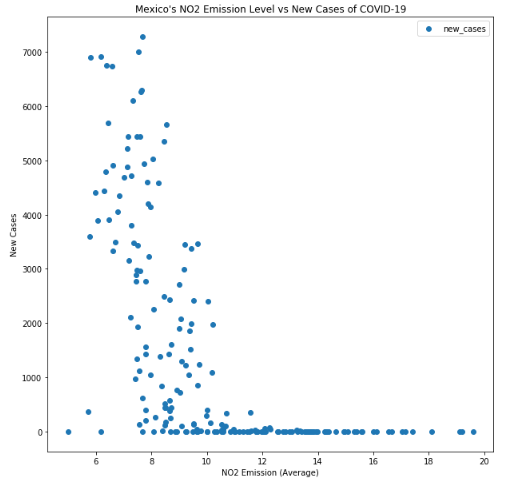 Mexico's NO2 Emission Level vs New Cases of COVID-19
new_cases
7000
6000
5000
4000
3000
2000
1000
0
New Cases
6 8 10 12 14 16 18 20
NO2 Emission (Average)